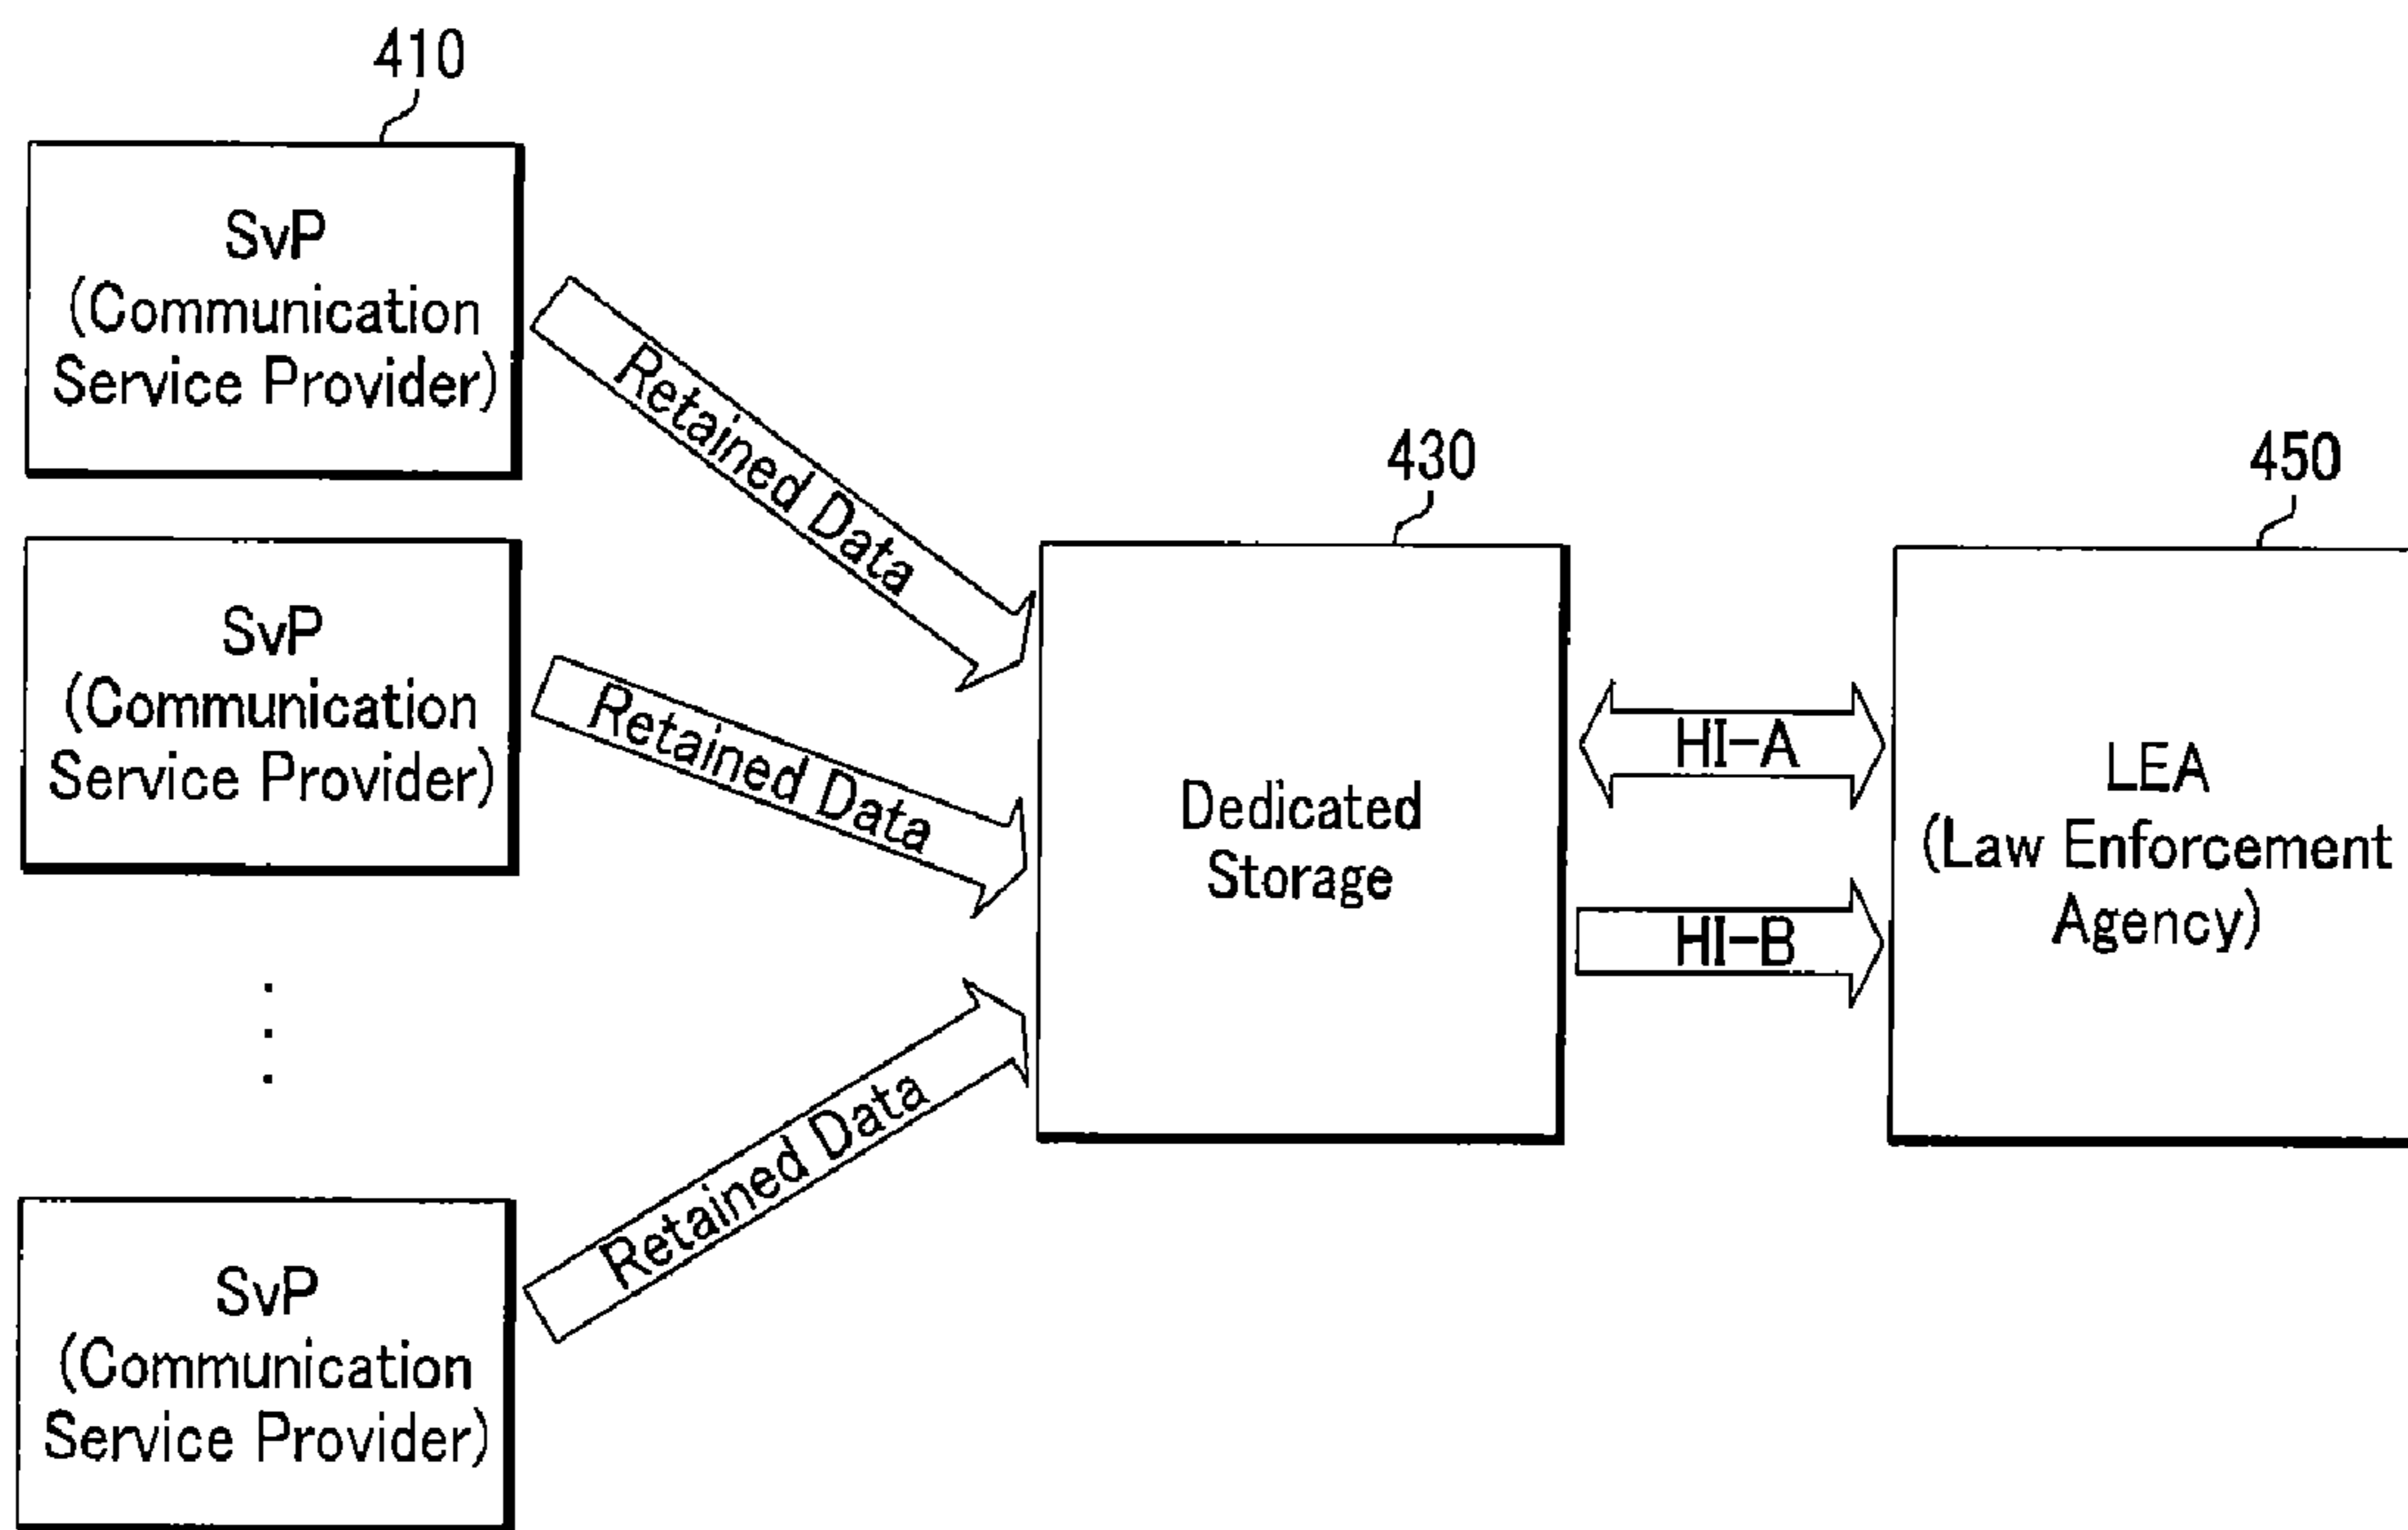 410
SvP
(Communication
Service Provider)
Retained Data
SvP
(Communication
Service Provider)
Retained Data
SvP
(Communication
Service Provider)
Retained Data
430
Dedicated
Storage
HI-A
HI-B
450
LEA
(Law Enforcement
Agency)